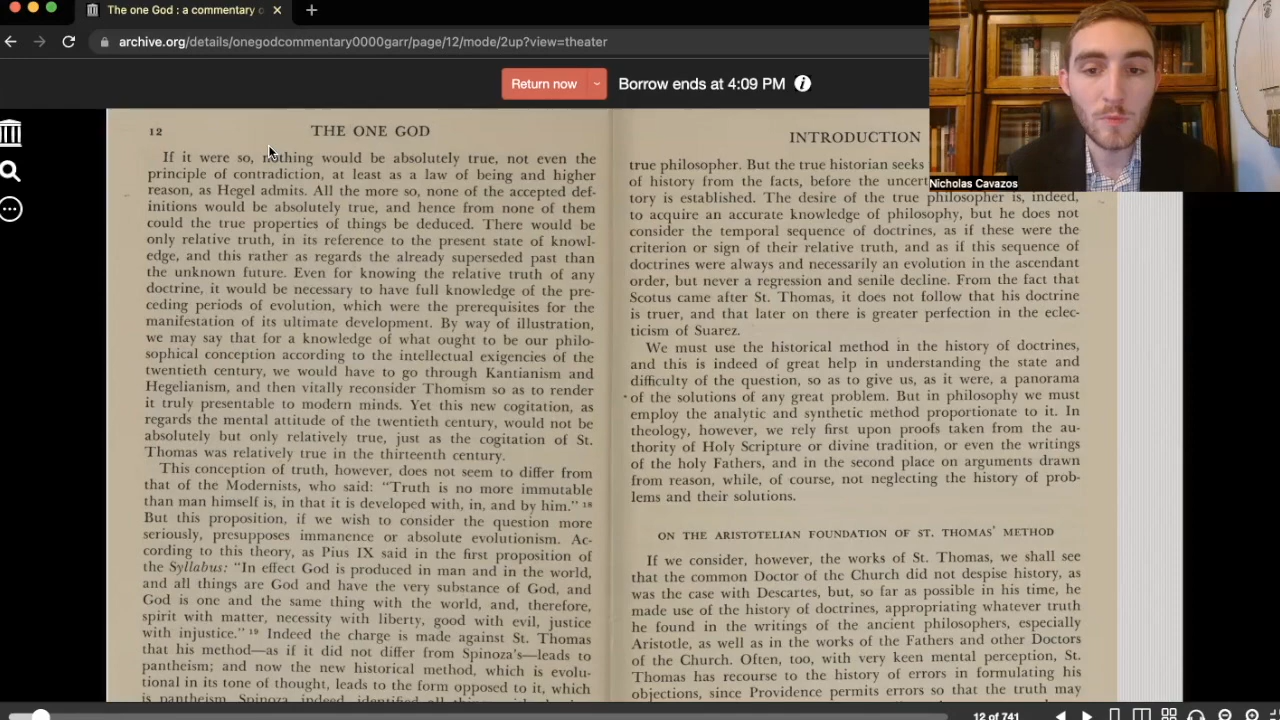 The one God : a commentary o
archive.org/details/onegodcommentary0000garr/page/12/mode/2up?view=theater
Return now
Borrow ends at 4:09 PM
Nicholas Cavazos
12
THE ONE GOD
If it were so, nothing would be absolutely true, not even the
principle of contradiction, at least as a law of being and higher
reason, as Hegel admits. All the more so, none of the accepted def-
initions would be absolutely true, and hence from none of them
could the true properties of things be deduced. There would be
only relative truth, in its reference to the present state of knowl-
edge, and this rather as regards the already superseded past than
the unknown future. Even for knowing the relative truth of any
doctrine, it would be necessary to have full knowledge of the pre-
ceding periods of evolution, which were the prerequisites for the
manifestation of its ultimate development. By way of illustration,
we may say that for a knowledge of what ought to be our philo-
sophical conception according to the intellectual exigencies of the
twentieth century, we would have to go through Kantianism and
Hegelianism, and then vitally reconsider Thomism so as to render
it truly presentable to modern minds. Yet this new cogitation, as
regards the mental attitude of the twentieth century, would not be
absolutely but only relatively true, just as the cogitation of St.
Thomas was relatively true in the thirteenth century.
This conception of truth, however, does not seem to differ from
that of the Modernists, who said: "Truth is no more immutable
than man himself is, in that it is developed with, in, and by him." 18
But this proposition, if we wish to consider the question more
seriously, presupposes immanence or absolute evolutionism. Ac-
cording to this theory, as Pius IX said in the first proposition of
the Syllabus: "In effect God is produced in man and in the world,
and all things are God and have the very substance of God, and
God is one and the same thing with the world, and, therefore,
spirit with matter, necessity with liberty, good with evil, justice
with injustice." 19 Indeed the charge is made against St. Thomas
that his method—as if it did not differ from Spinoza's—leads to
pantheism; and now the new historical method, which is evolu-
tional in its tone of thought, leads to the form opposed to it, which
is pantheism. Spinoza indeed identified all things
INTRODUCTION
true philosopher. But the true historian seeks
of history from the facts, before the
tory is established. The desire of the true philosopher is, indeed,
to acquire an accurate knowledge of philosophy, but he does not
consider the temporal sequence of doctrines, as if these were the
criterion or sign of their relative truth, and as if this sequence of
doctrines were always and necessarily an evolution in the ascendant
order, but never a regression and senile decline. From the fact that
Scotus came after St. Thomas, it does not follow that his doctrine
is truer, and that later on there is greater perfection in the eclec-
ticism of Suarez.
We must use the historical method in the history of doctrines,
and this is indeed of great help in understanding the state and
difficulty of the question, so as to give us, as it were, a panorama
of the solutions of any great problem. But in philosophy we must
employ the analytic and synthetic method proportionate to it. In
theology, however, we rely first upon proofs taken from the au-
thority of Holy Scripture or divine tradition, or even the writings
of the holy Fathers, and in the second place on arguments drawn
from reason, while, of course, not neglecting the history of prob-
lems and their solutions.
ON THE ARISTOTELIAN FOUNDATION OF ST. THOMAS' METHOD
If we consider, however, the works of St. Thomas, we shall see
that the common Doctor of the Church did not despise history, as
was the case with Descartes, but, so far as possible in his time, he
made use of the history of doctrines, appropriating whatever truth
he found in the writings of the ancient philosophers, especially
Aristotle, as well as in the works of the Fathers and other Doctors
of the Church. Often, too, with very keen mental perception, St.
Thomas has recourse to the history of errors in formulating his
objections, since Providence permits errors so that the truth may
12 of 741